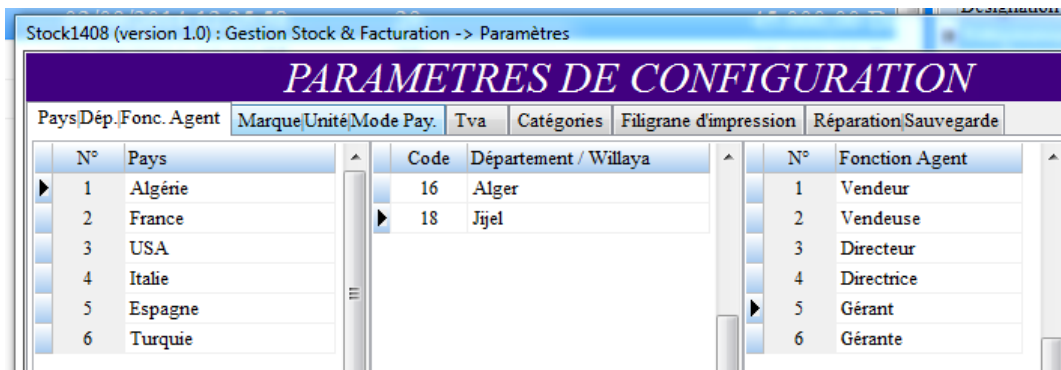 Stock1408 (version 1.0) : Gestion Stock & Facturation -> Paramètres
PARAMETRES DE CONFIGURATION
Pays|Dép.|Fonc. Agent Marque|Unité|Mode Pay. Tva Catégories Filigrane d'impression Réparation|Sauvegarde
N° Pays Code Département / Willaya N° Fonction Agent
1 Algérie 16 Alger 1 Vendeur
2 France 18 Jijel 2 Vendeuse
3 USA 3 Directeur
4 Italie 4 Directrice
5 Espagne 5 Gérant
6 Turquie 6 Gérante